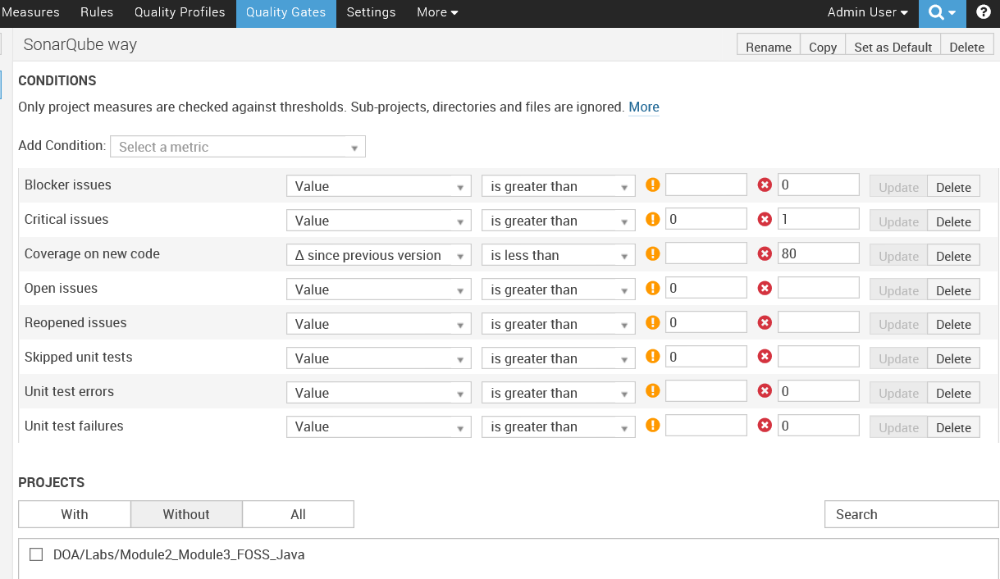 Measures Rules Quality Profiles Quality Gates Settings More Admin User
SonarQube way Rename Copy Set as Default Delete
CONDITIONS
Only project measures are checked against thresholds. Sub-projects, directories and files are ignored. More
Add Condition: Select a metric
Blocker issues Value is greater than 0 Update Delete
Critical issues Value is greater than 0 1 Update Delete
Coverage on new code Δ since previous version is less than 80 Update Delete
Open issues Value is greater than 0 Update Delete
Reopened issues Value is greater than 0 Update Delete
Skipped unit tests Value is greater than 0 Update Delete
Unit test errors Value is greater than 0 Update Delete
Unit test failures Value is greater than 0 Update Delete
PROJECTS
With Without All Search
DOA/Labs/Module2_Module3_FOSS_Java